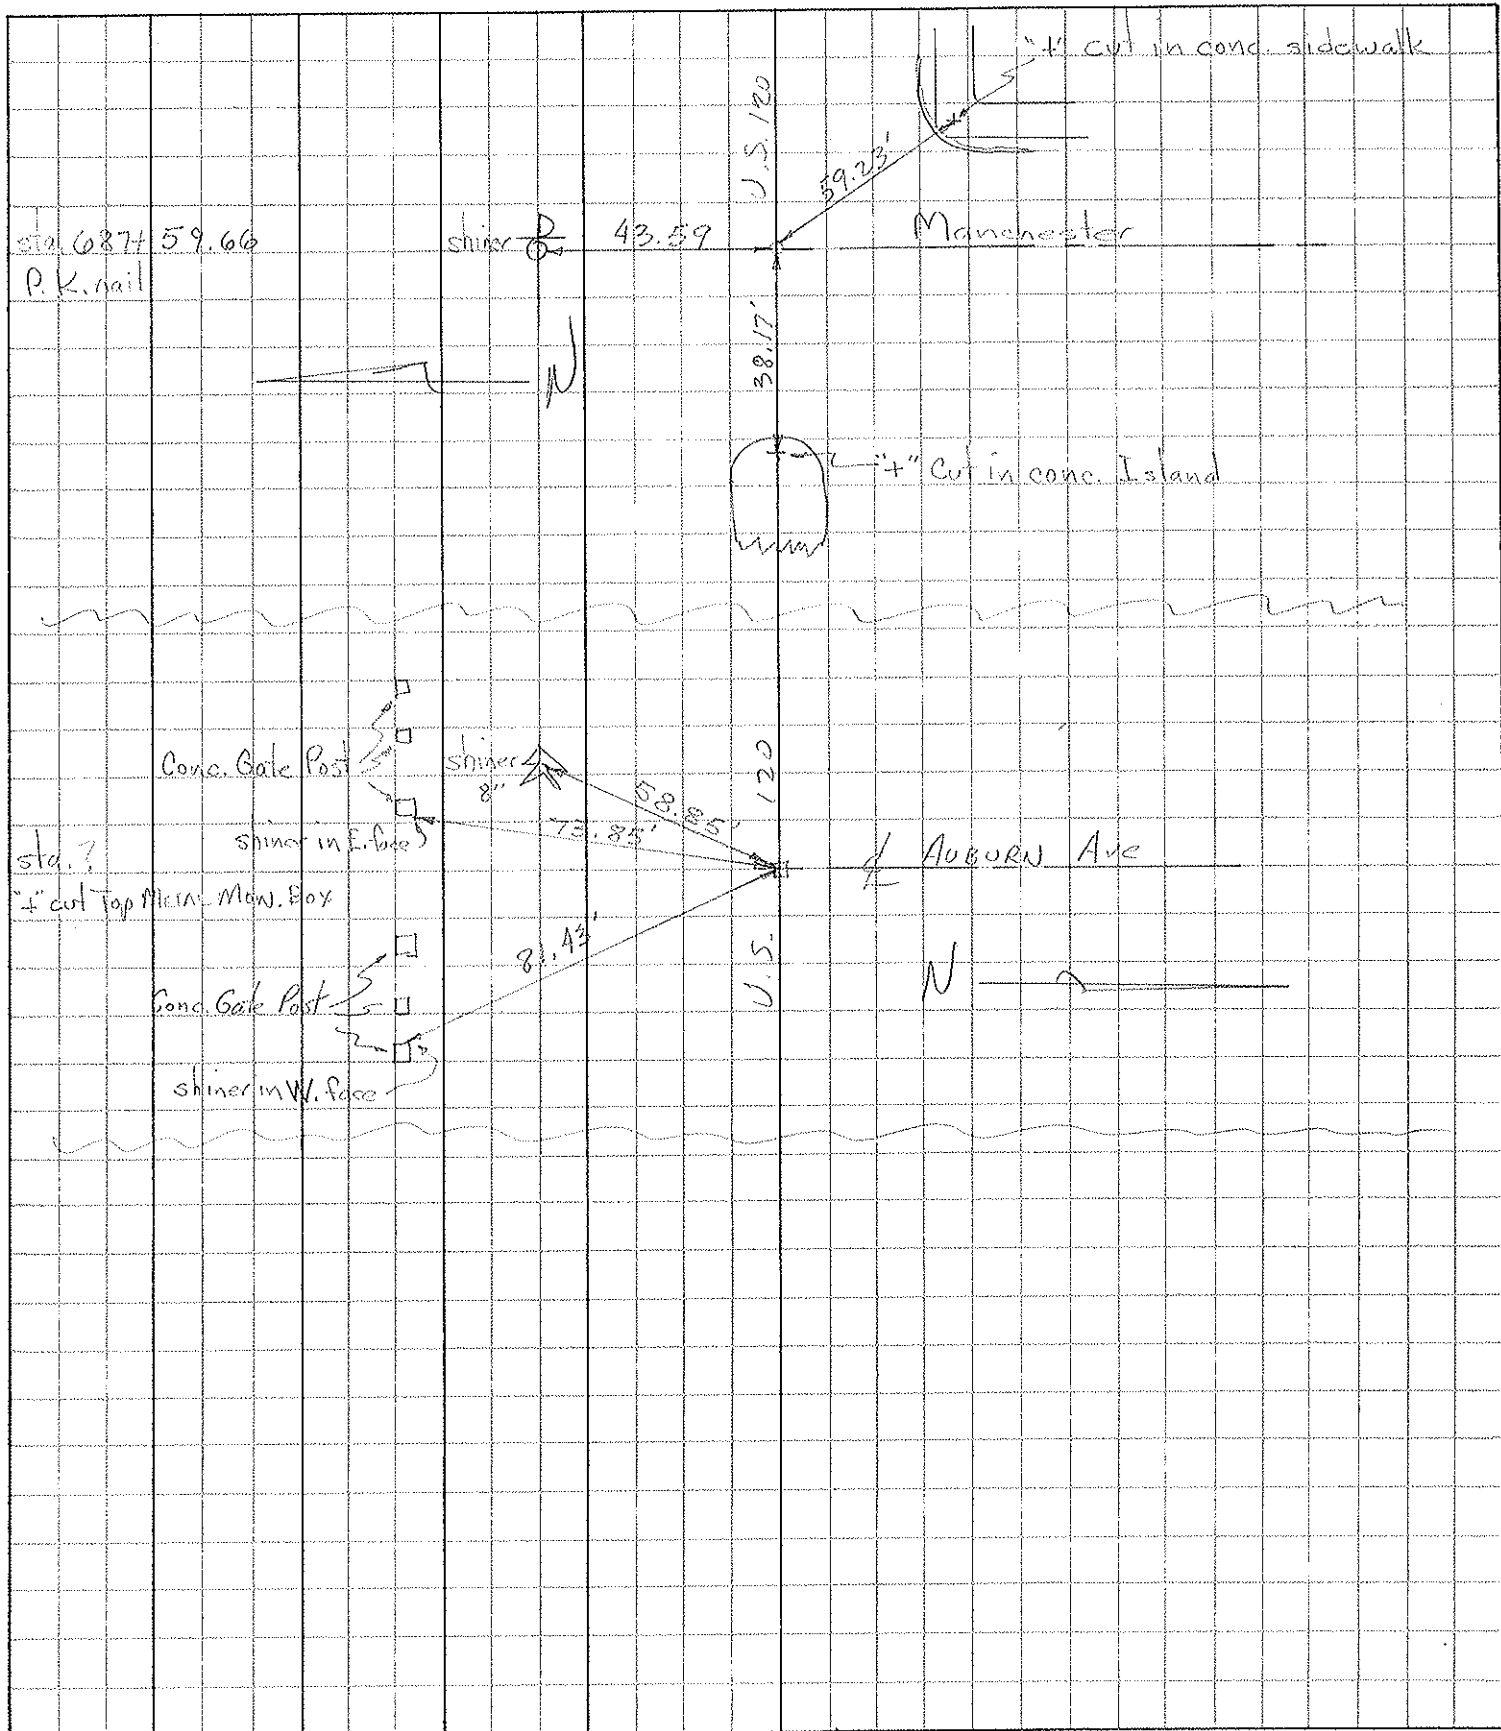 "+" cut in conc. sidewalk
U.S. 120
59.23'
sta. 687+59.66
P.K. nail
shiner
43.59
Manchester
38.17'
N
"+" Cut in conc. Island
Conc. Gate Post
shiner
8"
58.85'
73.85'
shiner in E. face
U.S. 120
sta. ?
"+" cut Top Mon. Box
℄ AUBURN Ave
81.43'
N
Conc. Gate Post
shiner in W. face